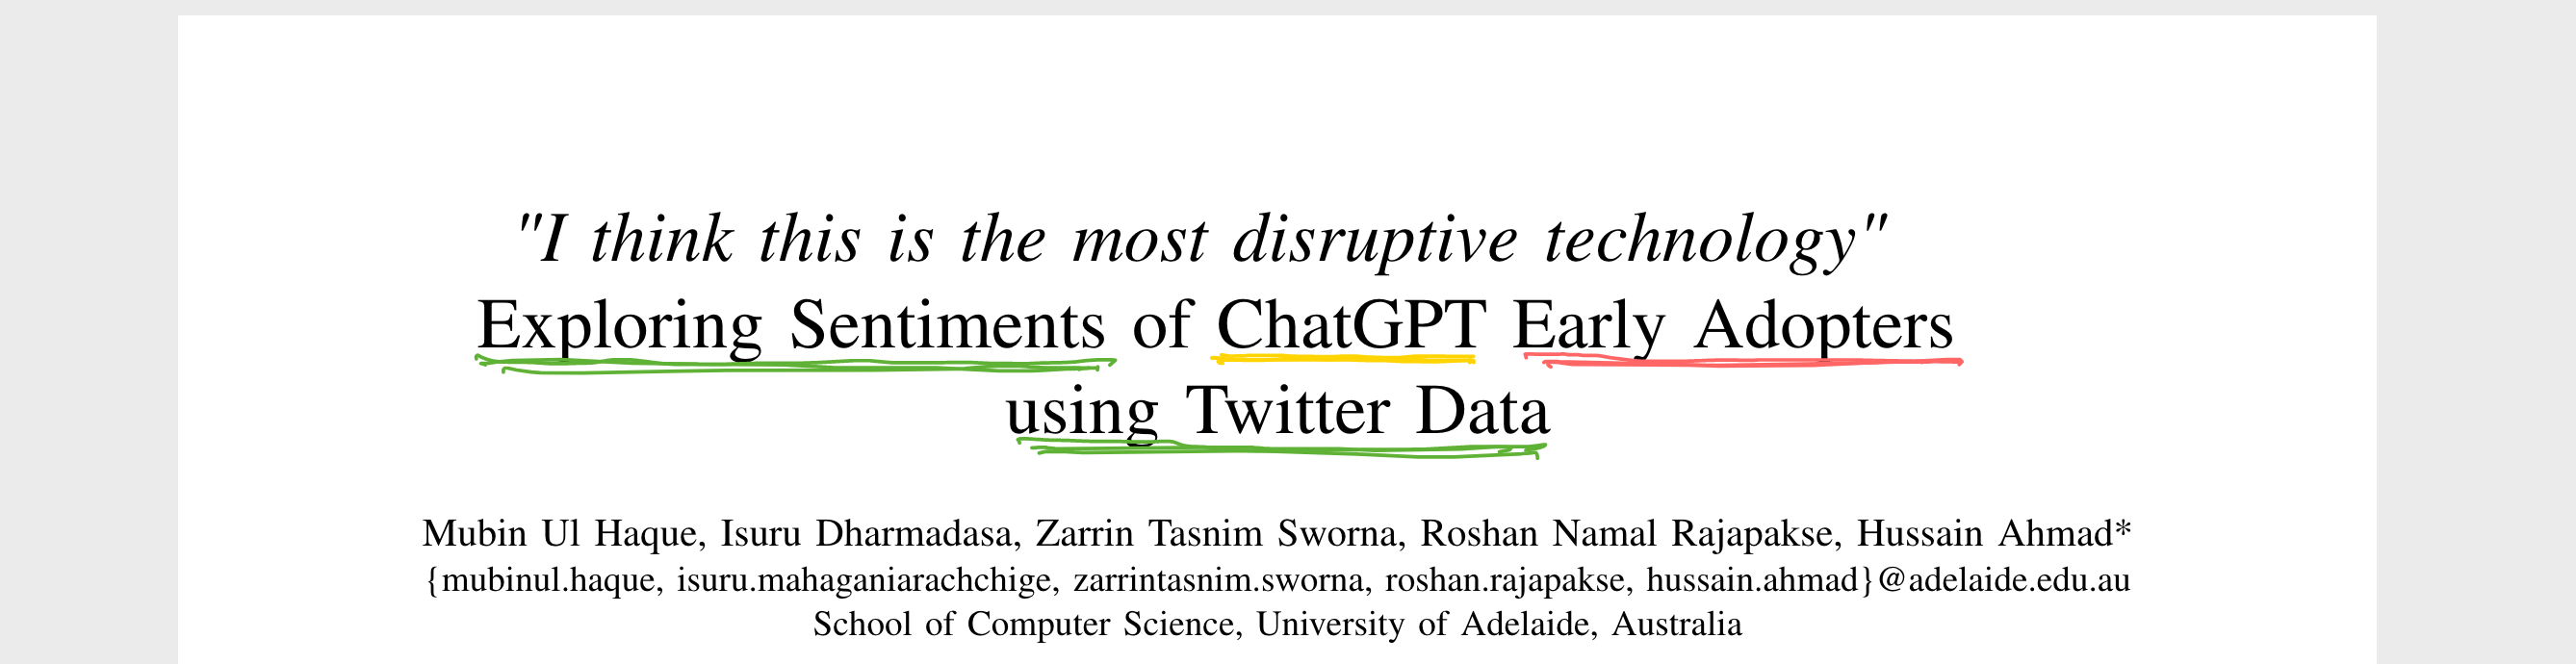 "I think this is the most disruptive technology"
Exploring Sentiments of ChatGPT Early Adopters
using Twitter Data
Mubin Ul Haque, Isuru Dharmadasa, Zarrin Tasnim Sworna, Roshan Namal Rajapakse, Hussain Ahmad*
{mubinul.haque, isuru.mahaganiarachchige, zarrintasnim.sworna, roshan.rajapakse, hussain.ahmad}@adelaide.edu.au
School of Computer Science, University of Adelaide, Australia